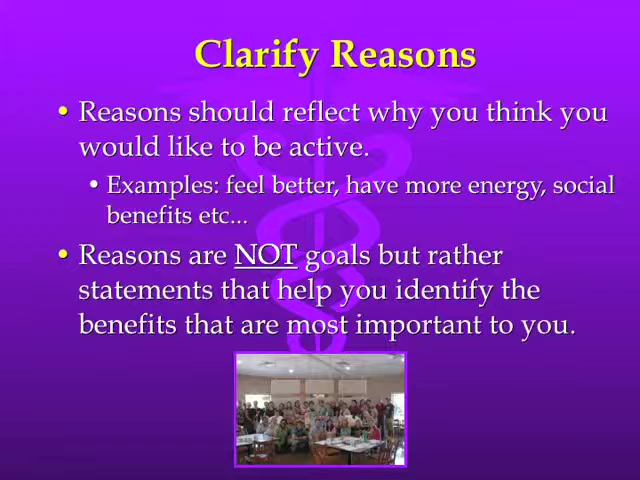 Clarify Reasons
• Reasons should reflect why you think you
would like to be active.
• Examples: feel better, have more energy, social
benefits etc...
• Reasons are NOT goals but rather
statements that help you identify the
benefits that are most important to you.